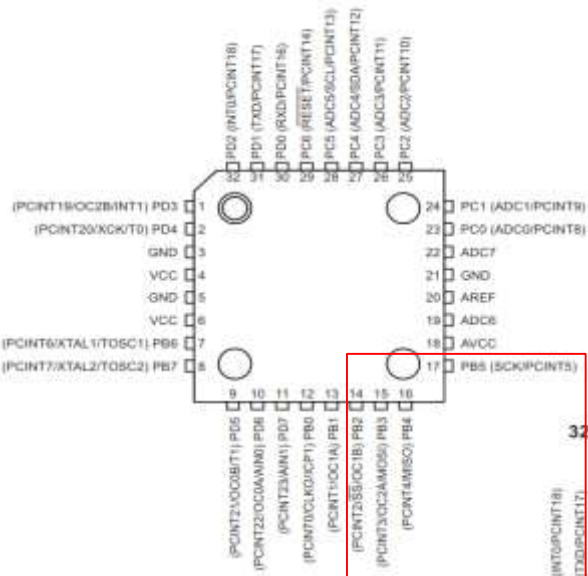 PD2 (INT0/PCINT18)
PD1 (TXD/PCINT17)
PD0 (RXD/PCINT16)
PC6 (RESET/PCINT14)
PC5 (ADC5/SCL/PCINT13)
PC4 (ADC4/SDA/PCINT12)
PC3 (ADC3/PCINT11)
PC2 (ADC2/PCINT10)
32 31 30 29 28 27 26 25
(PCINT19/OC2B/INT1) PD3 1
24 PC1 (ADC1/PCINT9)
(PCINT20/XCK/T0) PD4 2
23 PC0 (ADC0/PCINT8)
GND 3
22 ADC7
VCC 4
21 GND
GND 5
20 AREF
VCC 6
19 ADC6
(PCINT6/XTAL1/TOSC1) PB6 7
18 AVCC
(PCINT7/XTAL2/TOSC2) PB7 8
17 PB5 (SCK/PCINT5)
9 10 11 12 13 14 15 16
(PCINT21/OC0B/T1) PD5
(PCINT22/OC0A/AIN0) PD6
(PCINT23/AIN1) PD7
(PCINT0/CLKO/ICP1) PB0
(PCINT1/OC1A) PB1
(PCINT2/SS/OC1B) PB2
(PCINT3/OC2A/MOSI) PB3
(PCINT4/MISO) PB4
32
(INT0/PCINT18)
(TXD/PCINT17)